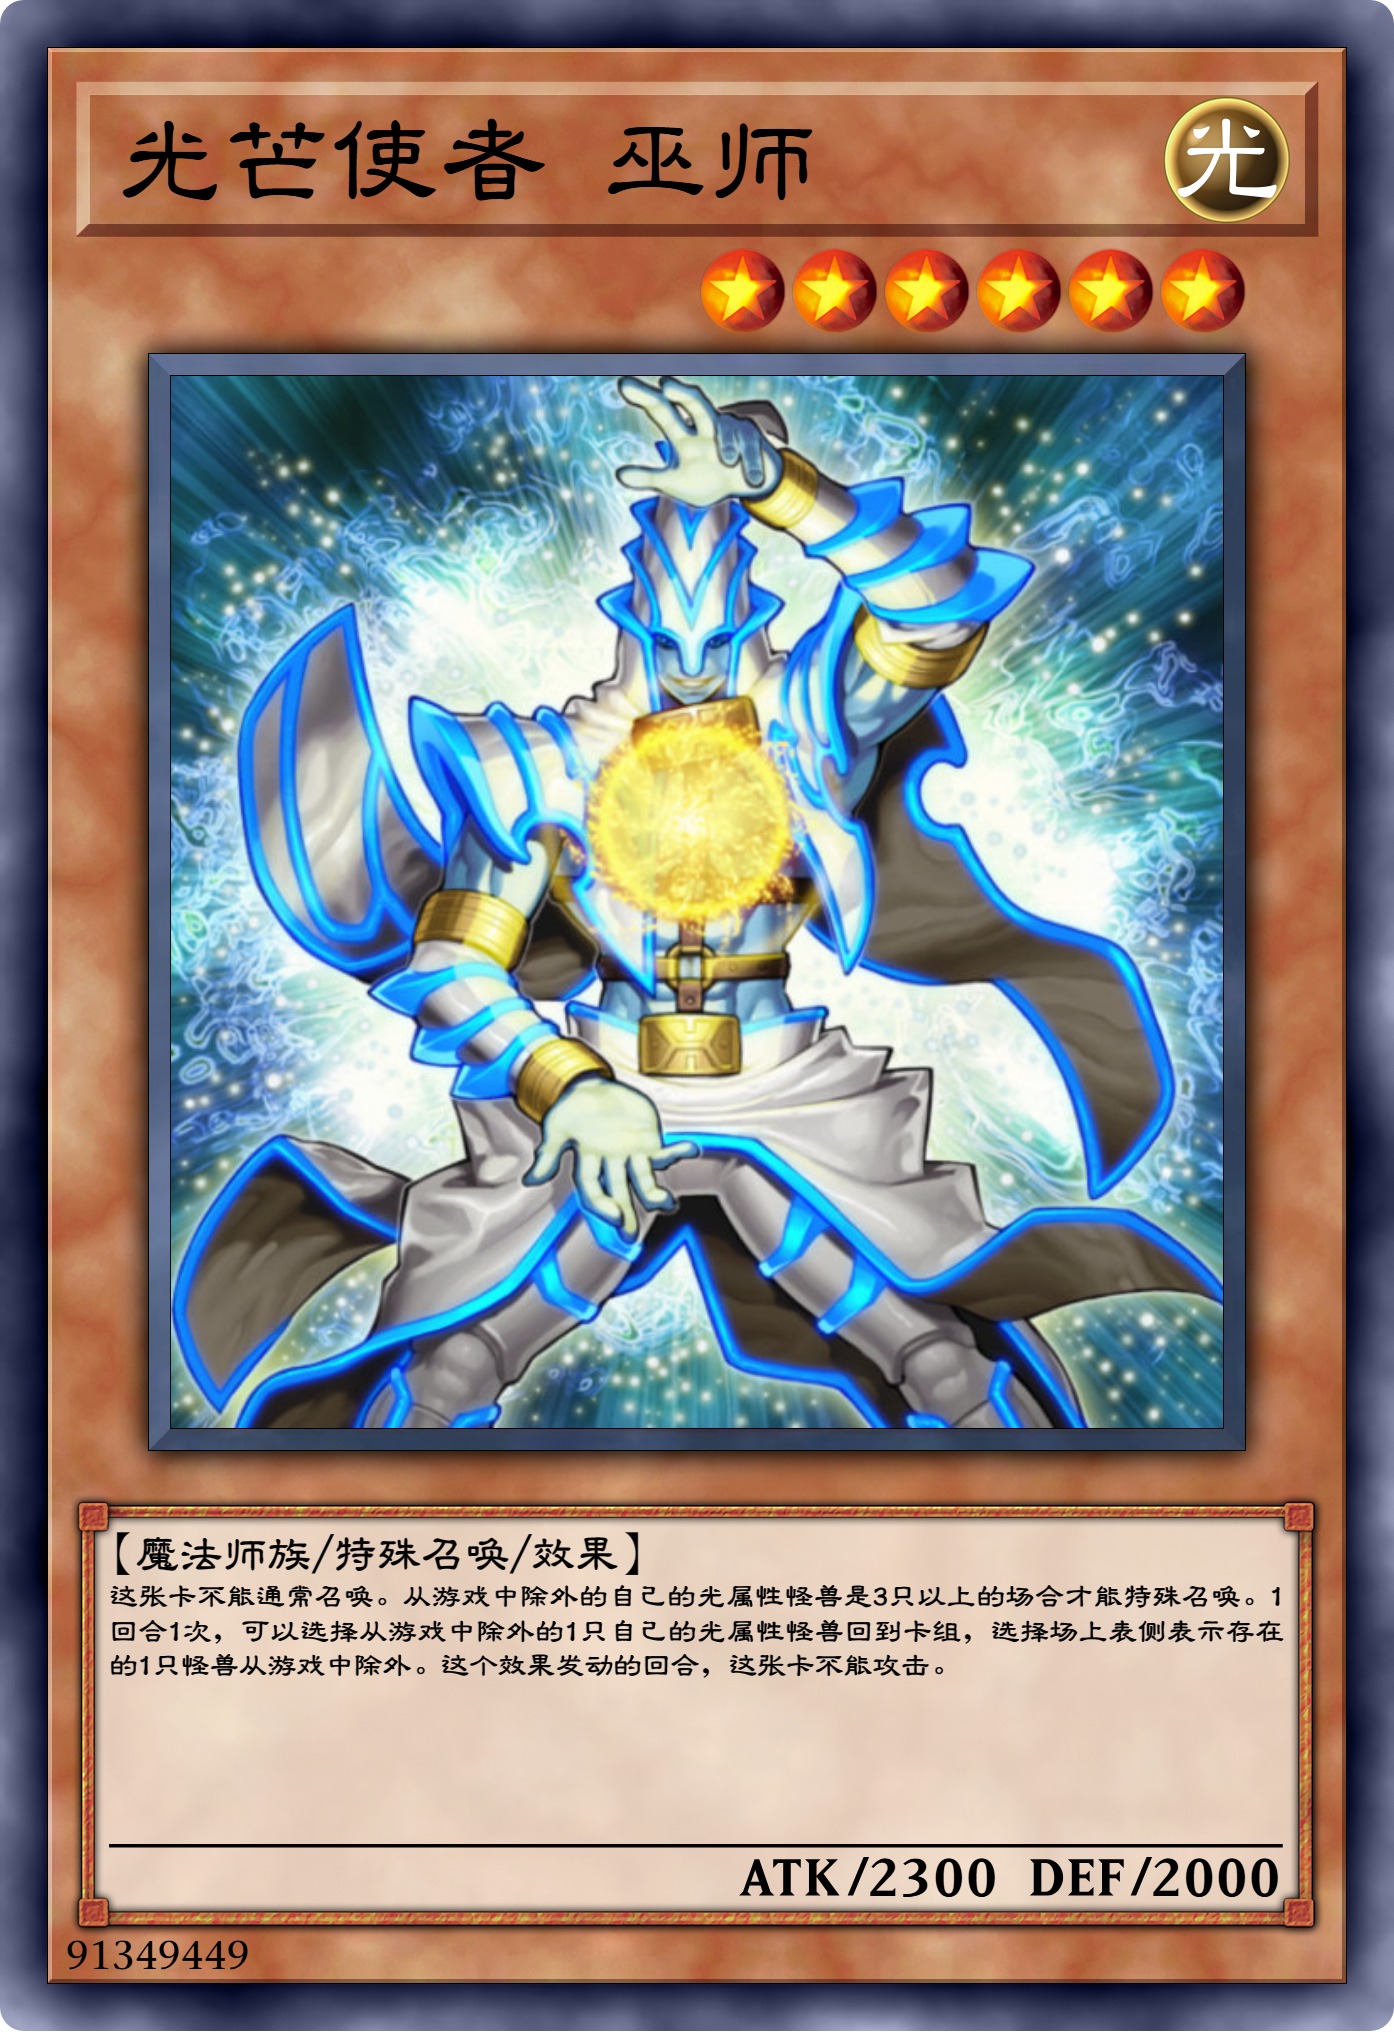 光芒使者 巫师
光
【魔法师族/特殊召唤/效果】
这张卡不能通常召唤。从游戏中除外的自己的光属性怪兽是3只以上的场合才能特殊召唤。1
回合1次，可以选择从游戏中除外的1只自己的光属性怪兽回到卡组，选择场上表侧表示存在
的1只怪兽从游戏中除外。这个效果发动的回合，这张卡不能攻击。
ATK/2300 DEF/2000
91349449